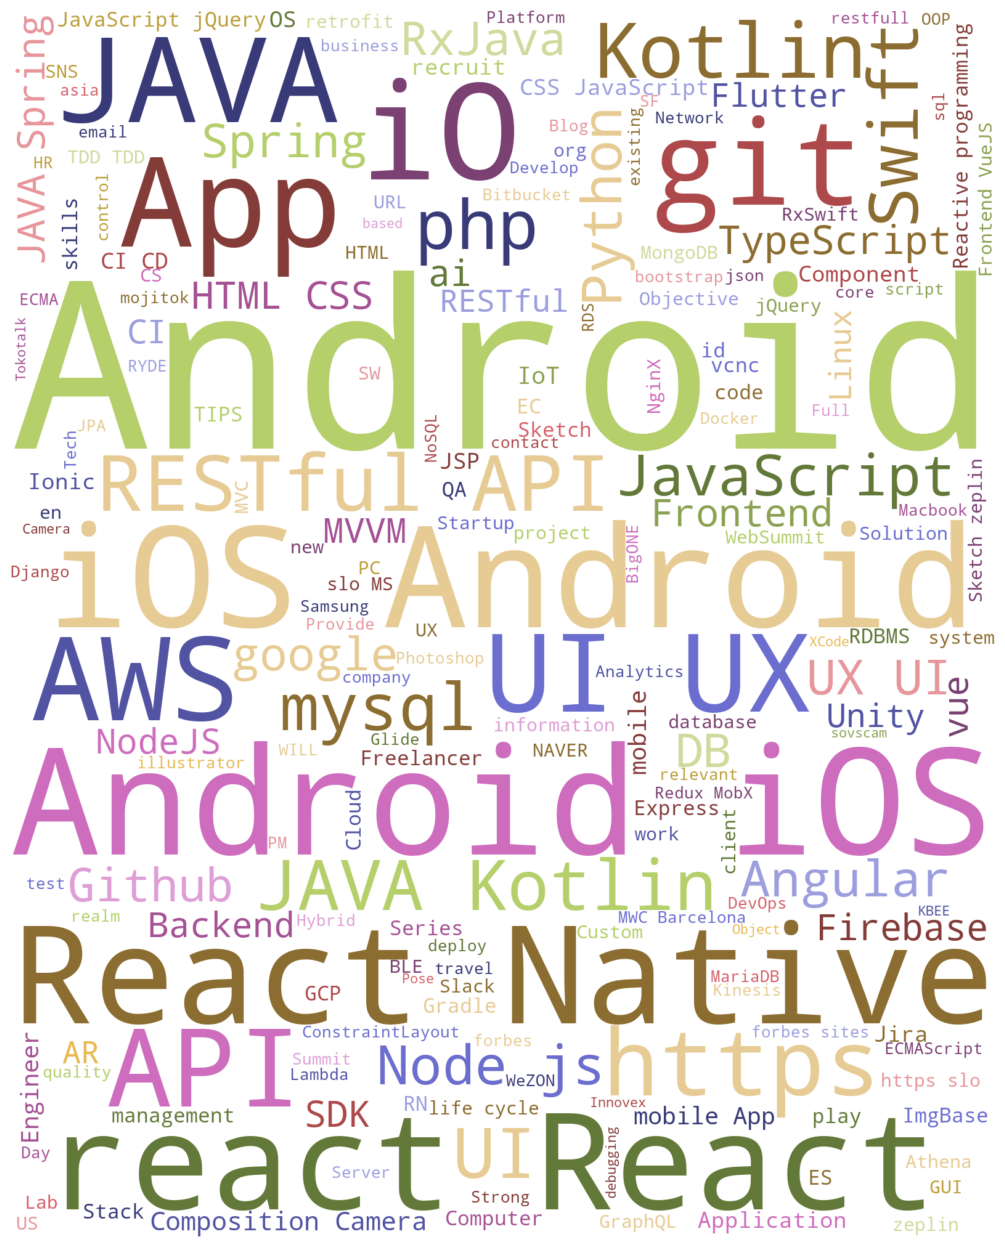 JavaScript jQuery
OS
retrofit
Platform
restfull
OOP
Spring
JAVA
business
RxJava
Kotlin
Swift
SNS
asia
recruit
iO
CSS JavaScript
Flutter
SF
sql
Reactive programming
Frontend VueJS
email
Spring
Blog
Network
git
HR
TDD TDD
org
Develop
existing
Python
JAVA
skills
control
App
URL
Bitbucket
based
php
RxSwift
TypeScript
HTML
MongoDB
CI CD
CS
ai
bootstrap
json
Component
ECMA
mojitok
HTML CSS
RESTful
Objective
jQuery
core
script
Android
Tokotalk
CI
RDS
Linux
RYDE
SW
IoT
NginX
id
vcnc
code
TIPS
EC
Docker
Full
JPA
Sketch
Tech
NoSQL
contact
RESTful API
JSP
JavaScript
Ionic
MVC
QA
Sketch zeplin
en
Frontend
Macbook
Camera
MVVM
Startup
project
WebSummit
Solution
iOS Android
new
BigONE
Django
PC
slo MS
Samsung
Provide
UX
AWS
UI UX
XCode
RDBMS
system
google
Photoshop
Analytics
UX UI
company
vue
mysql
mobile
Unity
information
database
sovscam
NodeJS
Glide
illustrator
WILL
Freelancer
NAVER
DB
Android iOS
relevant
Redux MobX
Cloud
Express
PM
work
client
test
Github
JAVA Kotlin
Angular
realm
Backend
Hybrid
DevOps
KBEE
MWC Barcelona
Series
Custom
Object
Firebase
React Native
deploy
BLE
travel
Pose
Slack
MariaDB
GCP
Gradle
Kinesis
API
ConstraintLayout
forbes
forbes sites
Jira
Engineer
AR
Summit
Node js
https
ECMAScript
quality
Lambda
WeZON
https slo
management
SDK
RN
life cycle
Innovex
mobile App
play
ImgBase
react React
Day
UI
debugging
Server
Athena
Lab
Strong
ES
GUI
US
Stack
Composition Camera
Computer
GraphQL
Application
zeplin